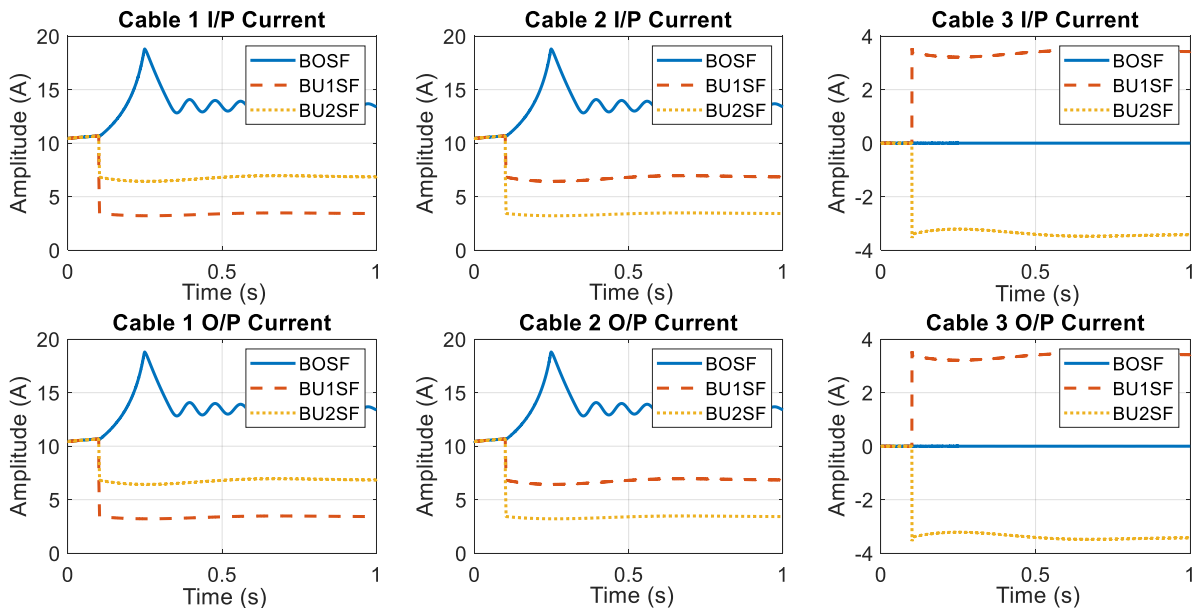 Cable 1 I/P Current
Amplitude (A)
20
15
10
5
0
0
0.5
1
Time (s)
BOSF
BU1SF
BU2SF
Cable 2 I/P Current
Amplitude (A)
20
15
10
5
0
0
0.5
1
Time (s)
BOSF
BU1SF
BU2SF
Cable 3 I/P Current
Amplitude (A)
4
2
0
-2
-4
0
0.5
1
Time (s)
BOSF
BU1SF
BU2SF
Cable 1 O/P Current
Amplitude (A)
20
15
10
5
0
0
0.5
1
Time (s)
BOSF
BU1SF
BU2SF
Cable 2 O/P Current
Amplitude (A)
20
15
10
5
0
0
0.5
1
Time (s)
BOSF
BU1SF
BU2SF
Cable 3 O/P Current
Amplitude (A)
4
2
0
-2
-4
0
0.5
1
Time (s)
BOSF
BU1SF
BU2SF